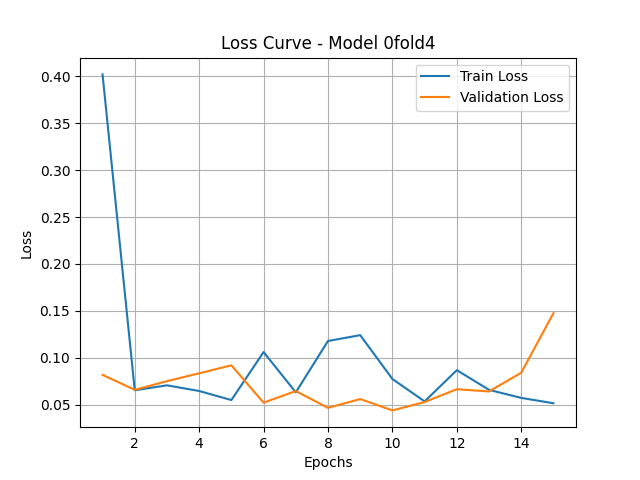 Loss Curve - Model 0fold4
Train Loss
Validation Loss
0.40
0.35
0.30
0.25
0.20
0.15
0.10
0.05
Loss
2 4 6 8 10 12 14
Epochs